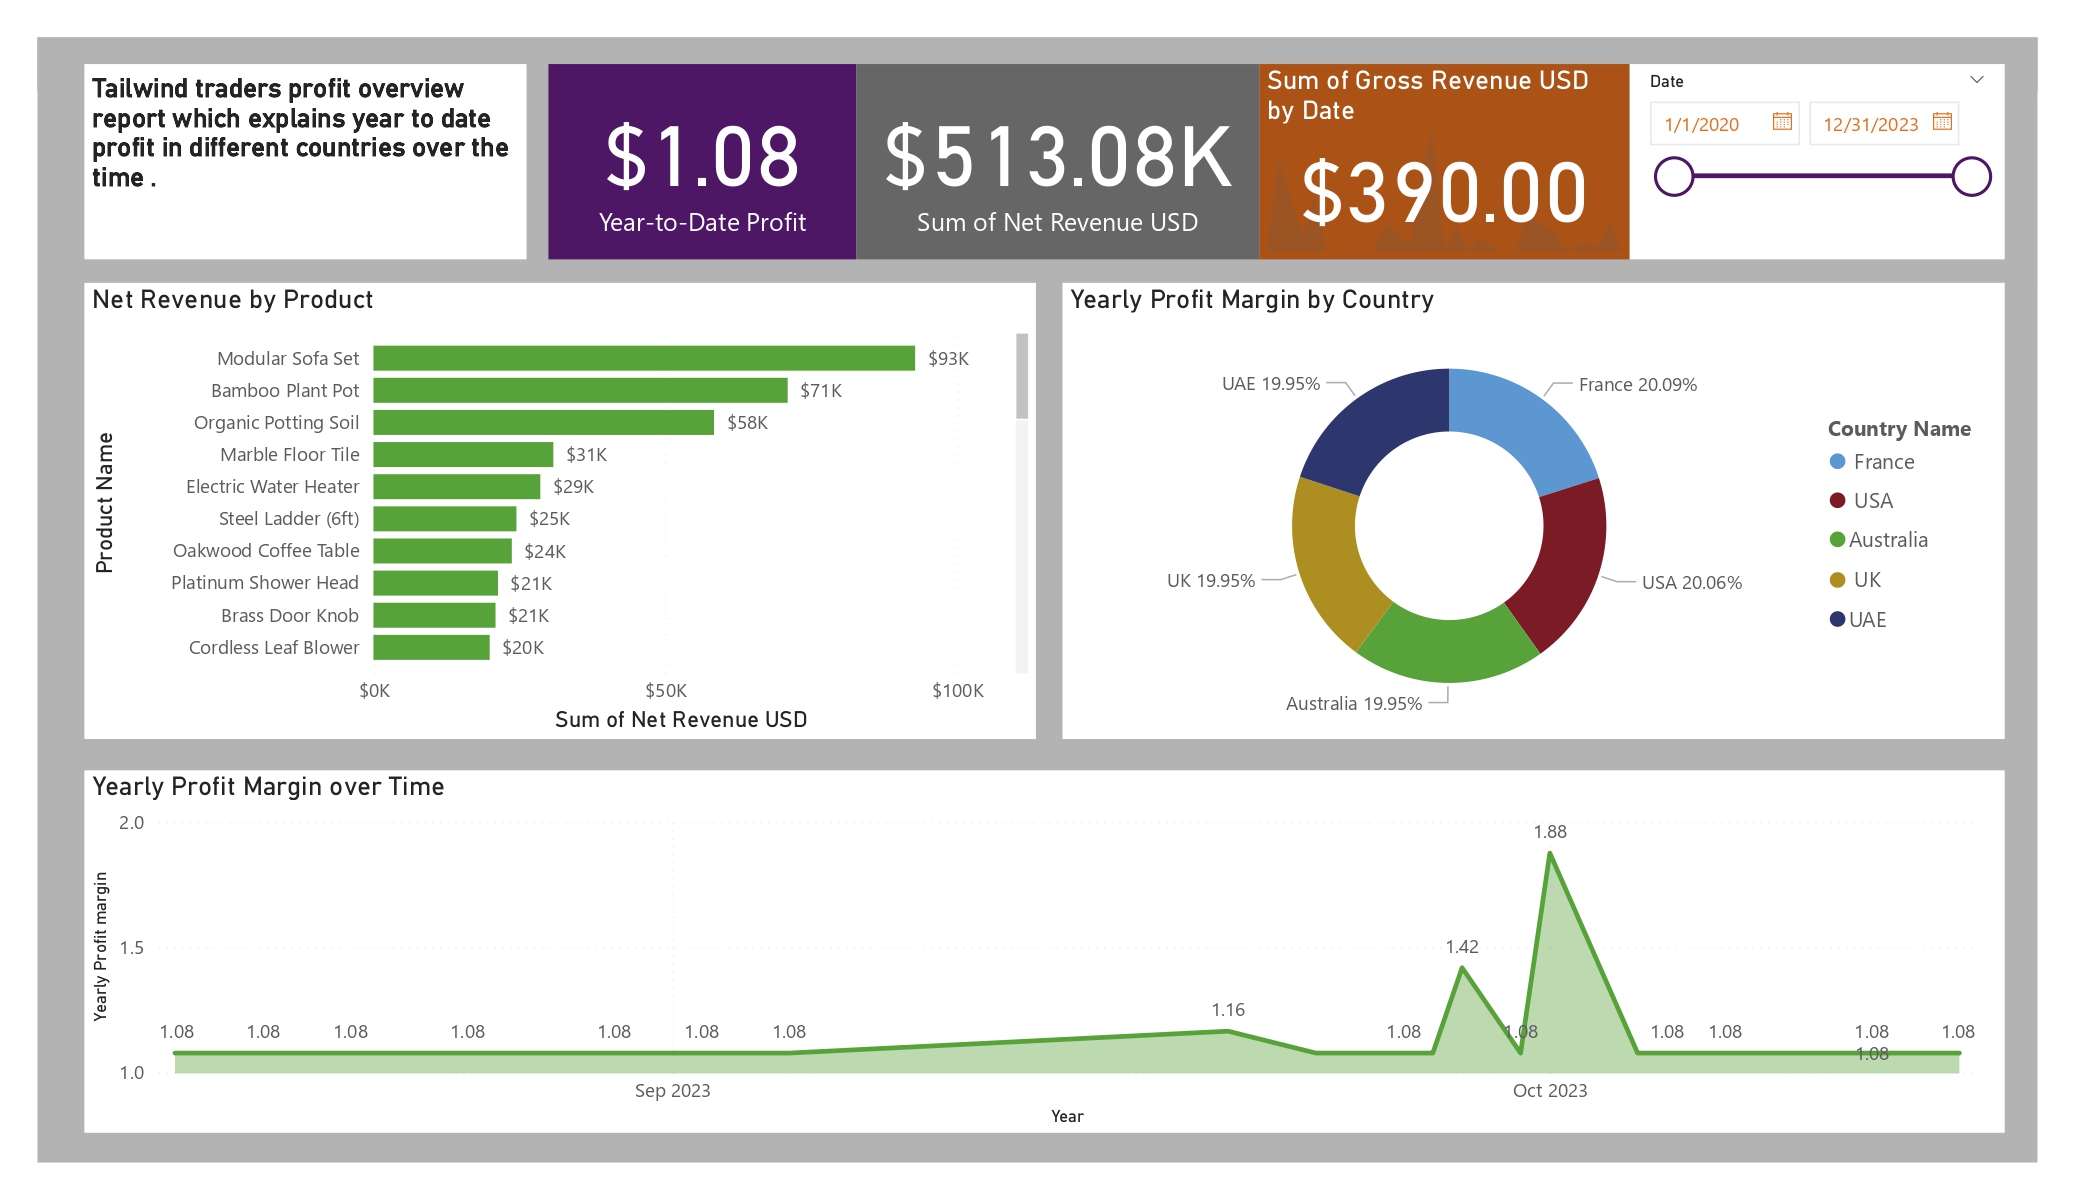 Tailwind traders profit overview
report which explains year to date
profit in different countries over the
time .
$1.08
Year-to-Date Profit
$513.08K
Sum of Net Revenue USD
Sum of Gross Revenue USD
by Date
$390.00
Date
1/1/2020
12/31/2023
Net Revenue by Product
Product Name
Modular Sofa Set
$93K
Bamboo Plant Pot
$71K
Organic Potting Soil
$58K
Marble Floor Tile
$31K
Electric Water Heater
$29K
Steel Ladder (6ft)
$25K
Oakwood Coffee Table
$24K
Platinum Shower Head
$21K
Brass Door Knob
$21K
Cordless Leaf Blower
$20K
$0K
$50K
$100K
Sum of Net Revenue USD
Yearly Profit Margin by Country
UAE 19.95%
France 20.09%
UK 19.95%
USA 20.06%
Australia 19.95%
Country Name
France
USA
Australia
UK
UAE
Yearly Profit Margin over Time
Yearly Profit margin
2.0
1.5
1.0
1.08
1.08
1.08
1.08
1.08
1.08
1.08
1.16
1.08
1.42
1.08
1.88
1.08
1.08
1.08
1.08
1.08
Sep 2023
Oct 2023
Year